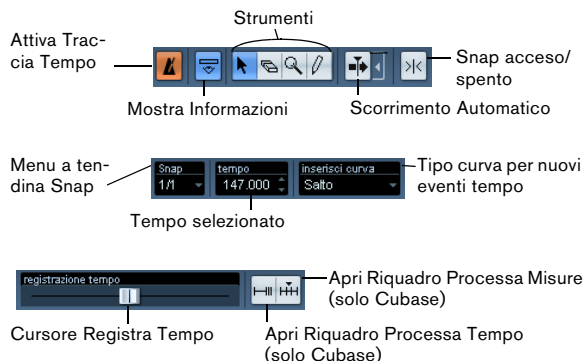 Strumenti
Attiva Trac-
cia Tempo
Snap acceso/
spento
Mostra Informazioni
Scorrimento Automatico
Menu a ten-
dina Snap
Snap
1/1
tempo
147.000
inserisci curva
Salto
Tipo curva per nuovi
eventi tempo
Tempo selezionato
registrazione tempo
Apri Riquadro Processa Misure
(solo Cubase)
Cursore Registra Tempo
Apri Riquadro Processa Tempo
(solo Cubase)